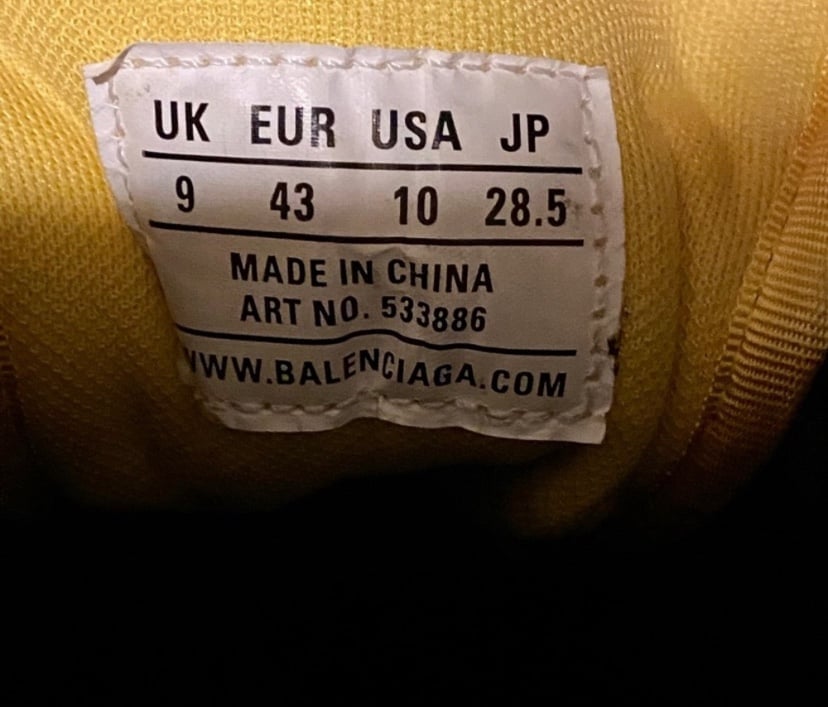 UK EUR USA JP
9 43 10 28.5
MADE IN CHINA
ART NO. 533886
WWW.BALENCIAGA.COM